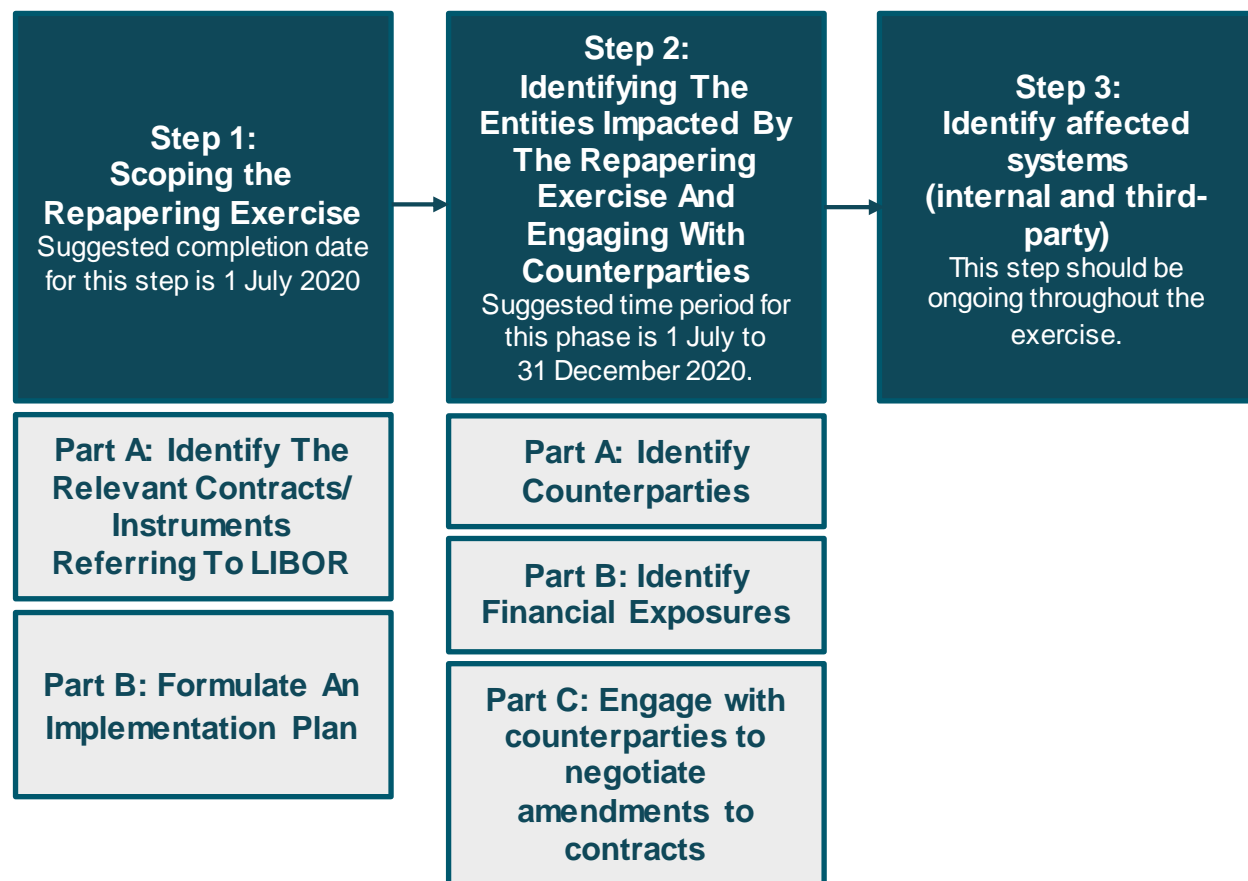 Step 1:
Scoping the
Repapering Exercise
Suggested completion date
for this step is 1 July 2020
Part A: Identify The
Relevant Contracts/
Instruments
Referring To LIBOR
Part B: Formulate An
Implementation Plan
Step 2:
Identifying The
Entities Impacted By
The Repapering
Exercise And
Engaging With
Counterparties
Suggested time period for
this phase is 1 July to
31 December 2020.
Part A: Identify
Counterparties
Part B: Identify
Financial Exposures
Part C: Engage with
counterparties to
negotiate
amendments to
contracts
Step 3:
Identify affected
systems
(internal and third-
party)
This step should be
ongoing throughout the
exercise.